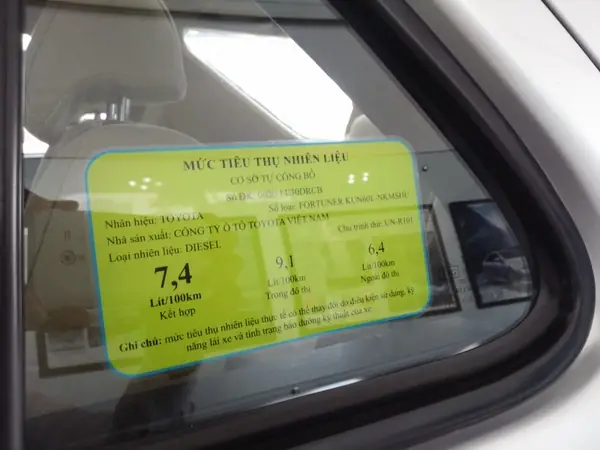 MỨC TIÊU THỤ NHIÊN LIỆU
CƠ SỞ TỰ CÔNG BỐ
Số ĐK:
Nhãn hiệu: TOYOTA
Số loại: FORTUNER KUN60L-NKMSHU
Nhà sản xuất: CÔNG TY Ô TÔ TOYOTA VIỆT NAM
Loại nhiên liệu: DIESEL
Chu trình thử: UN-R101
7,4
Lít/100km
Kết hợp
9,1
Lít/100km
Trong đô thị
6,4
Lít/100km
Ngoài đô thị
Ghi chú: mức tiêu thụ nhiên liệu thực tế có thể thay đổi do điều kiện sử dụng, kỹ
năng lái xe và tình trạng bảo dưỡng kỹ thuật của xe